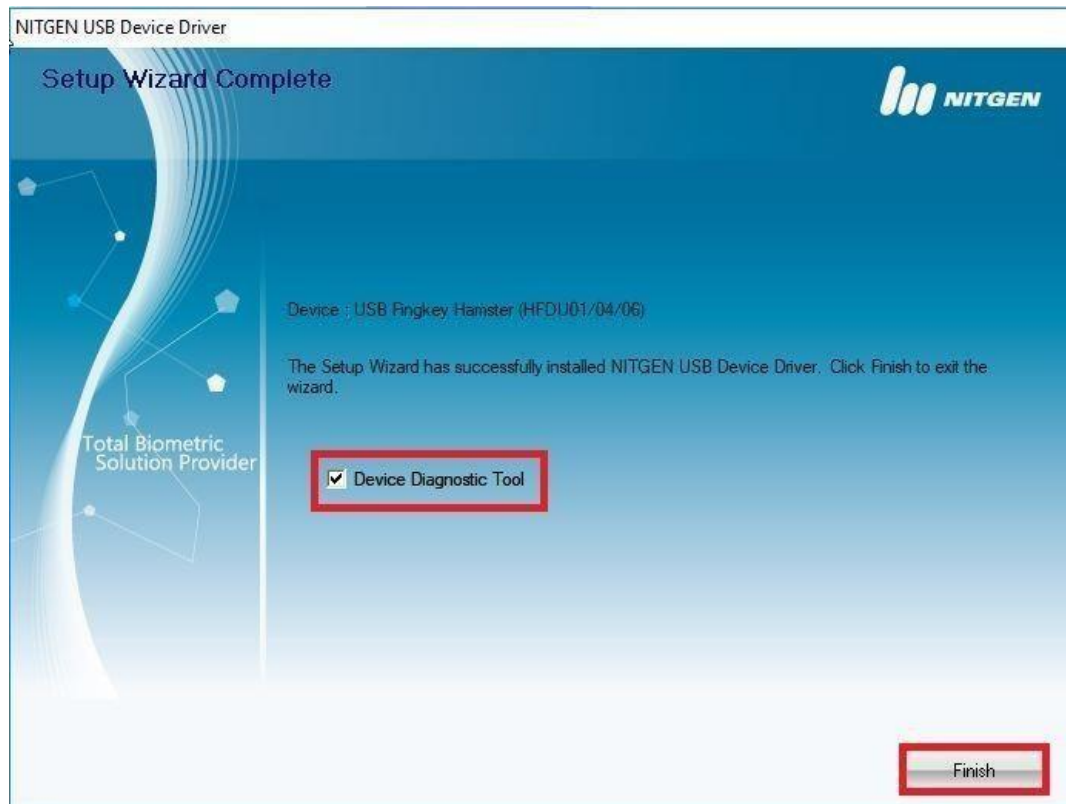 NITGEN USB Device Driver
Setup Wizard Complete
NITGEN
Device : USB Fingkey Hamster (HFDU01/04/06)
The Setup Wizard has successfully installed NITGEN USB Device Driver. Click Finish to exit the
wizard.
Total Biometric
Solution Provider
Device Diagnostic Tool
Finish